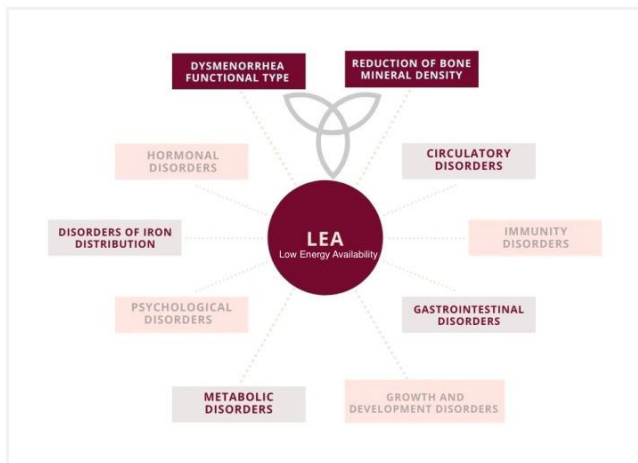 DYSMENORRHEA
FUNCTIONAL TYPE
REDUCTION OF BONE
MINERAL DENSITY
HORMONAL
DISORDERS
CIRCULATORY
DISORDERS
LEA
Low Energy Availability
DISORDERS OF IRON
DISTRIBUTION
IMMUNITY
DISORDERS
PSYCHOLOGICAL
DISORDERS
GASTROINTESTINAL
DISORDERS
METABOLIC
DISORDERS
GROWTH AND
DEVELOPMENT DISORDERS